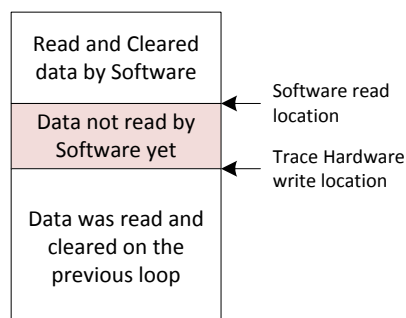 Read and Cleared
data by Software
Software read
location
Data not read by
Software yet
Trace Hardware
write location
Data was read and
cleared on the
previous loop